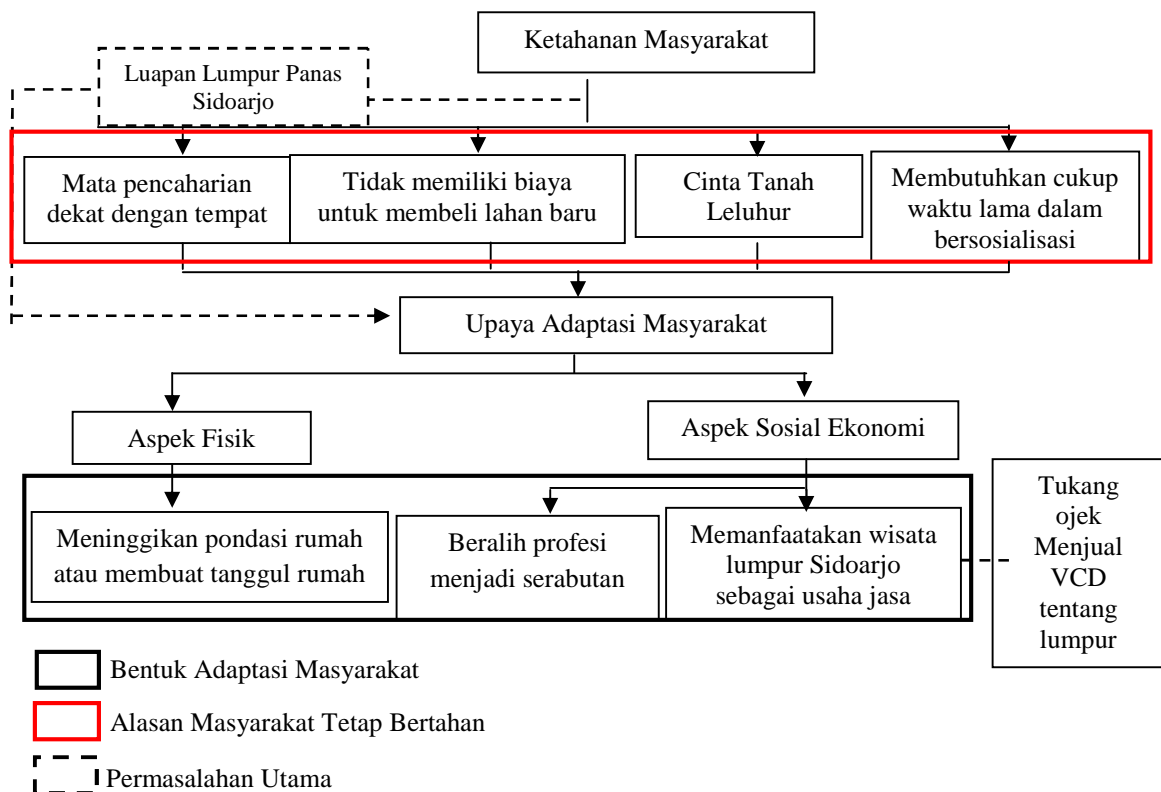 Ketahanan Masyarakat
Luapan Lumpur Panas
Sidoarjo
Mata pencaharian
dekat dengan tempat
Tidak memiliki biaya
untuk membeli lahan baru
Cinta Tanah
Leluhur
Membutuhkan cukup
waktu lama dalam
bersosialisasi
Upaya Adaptasi Masyarakat
Aspek Fisik
Aspek Sosial Ekonomi
Meninggikan pondasi rumah
atau membuat tanggul rumah
Beralih profesi
menjadi serabutan
Memanfaatakan wisata
lumpur Sidoarjo
sebagai usaha jasa
Tukang
ojek
Menjual
VCD
tentang
lumpur
Bentuk Adaptasi Masyarakat
Alasan Masyarakat Tetap Bertahan
Permasalahan Utama